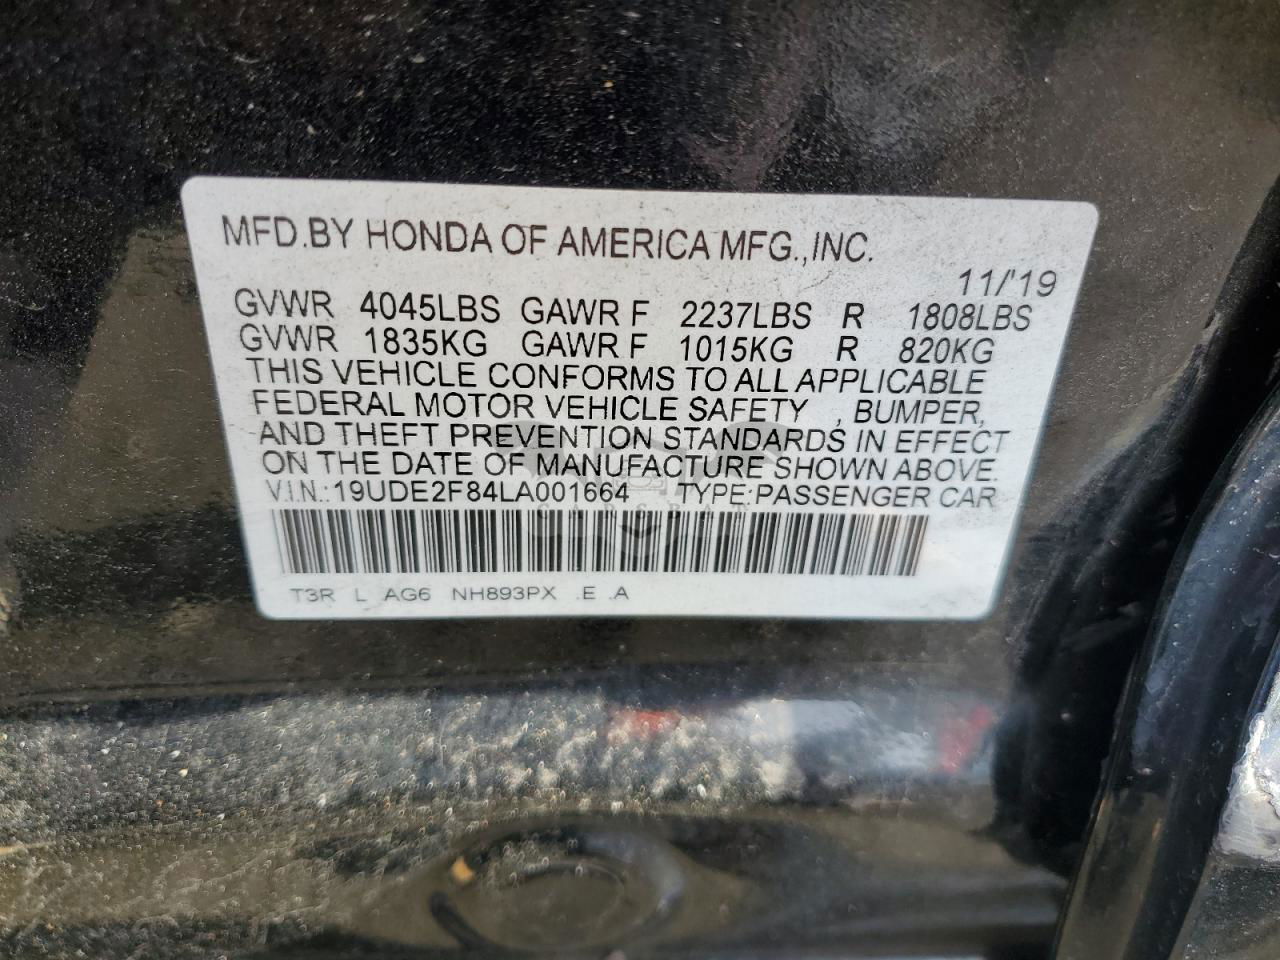 MFD.BY HONDA OF AMERICA MFG.,INC.
11/'19
GVWR 4045LBS GAWR F 2237LBS R 1808LBS
GVWR 1835KG GAWR F 1015KG R 820KG
THIS VEHICLE CONFORMS TO ALL APPLICABLE
FEDERAL MOTOR VEHICLE SAFETY , BUMPER,
AND THEFT PREVENTION STANDARDS IN EFFECT
ON THE DATE OF MANUFACTURE SHOWN ABOVE.
V.I.N.:19UDE2F84LA001664 TYPE:PASSENGER CAR
T3R L AG6 NH893PX .E .A